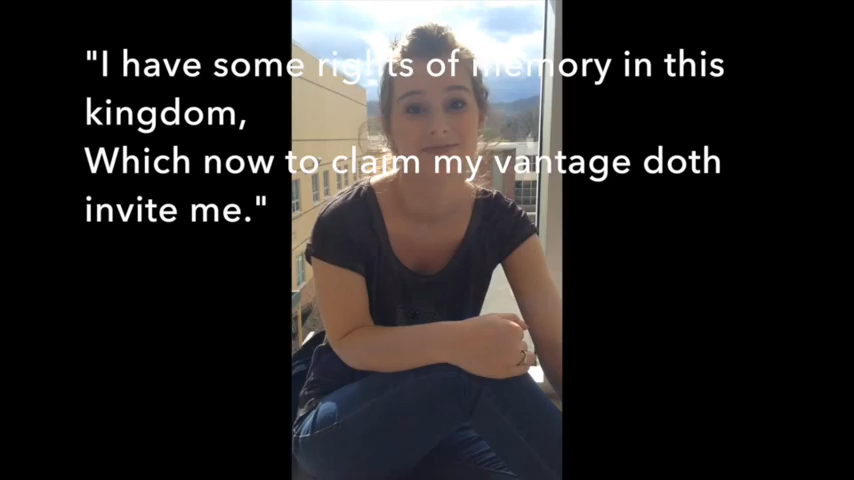 "I have some rights of memory in this
kingdom,
Which now to claim my vantage doth
invite me."